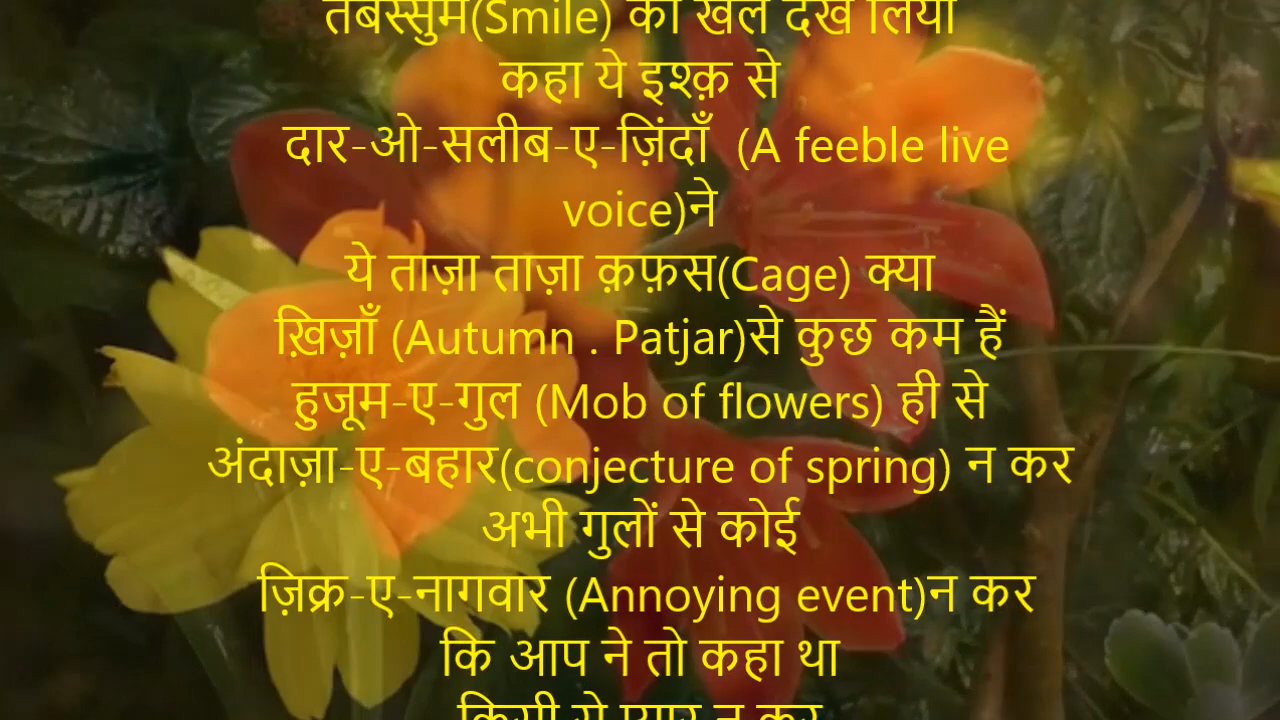 तबस्सुम(Smile) का खेल देख लिया
कहा ये इश्क़ से
दार-ओ-सलीब-ए-ज़िंदाँ (A feeble live
voice)ने
ये ताज़ा ताज़ा क़फ़स(Cage) क्या
ख़िज़ाँ (Autumn . Patjar)से कुछ कम हैं
हुजूम-ए-गुल (Mob of flowers) ही से
अंदाज़ा-ए-बहार(conjecture of spring) न कर
अभी गुलों से कोई
ज़िक्र-ए-नागवार (Annoying event)न कर
कि आप ने तो कहा था
किसी से प्यार न कर